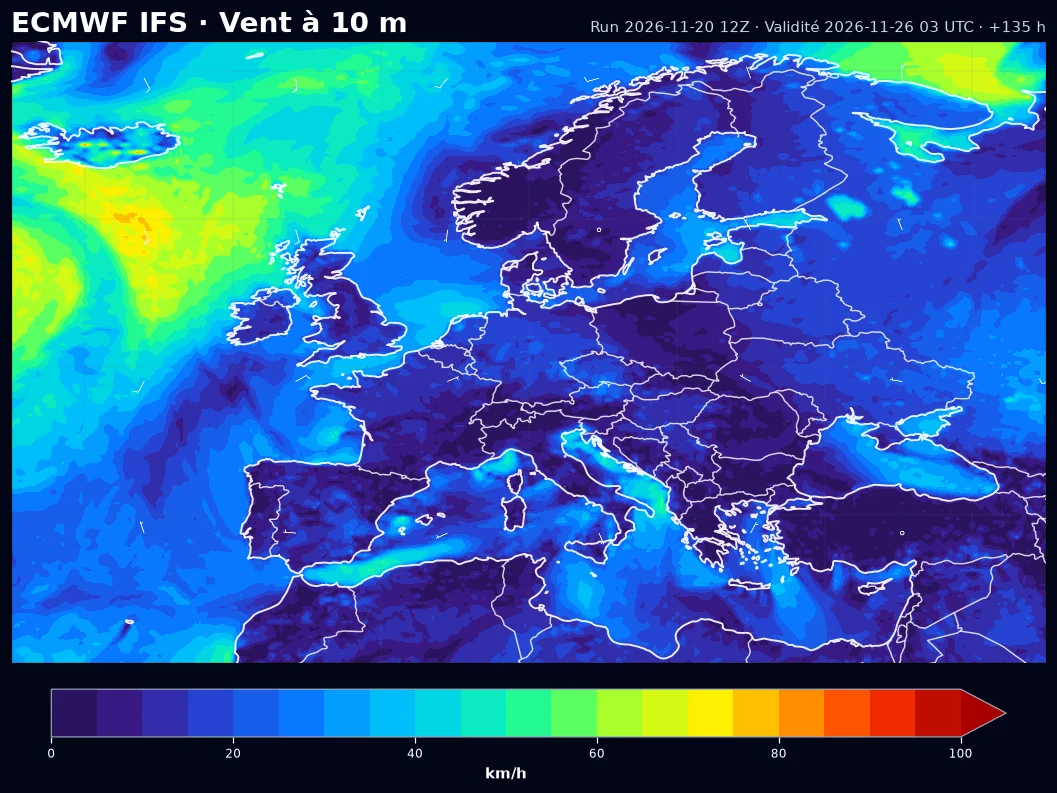 ECMWF IFS · Vent à 10 m
Run 2026-11-20 12Z · Validité 2026-11-26 03 UTC · +135 h
0 20 40 60 80 100
km/h